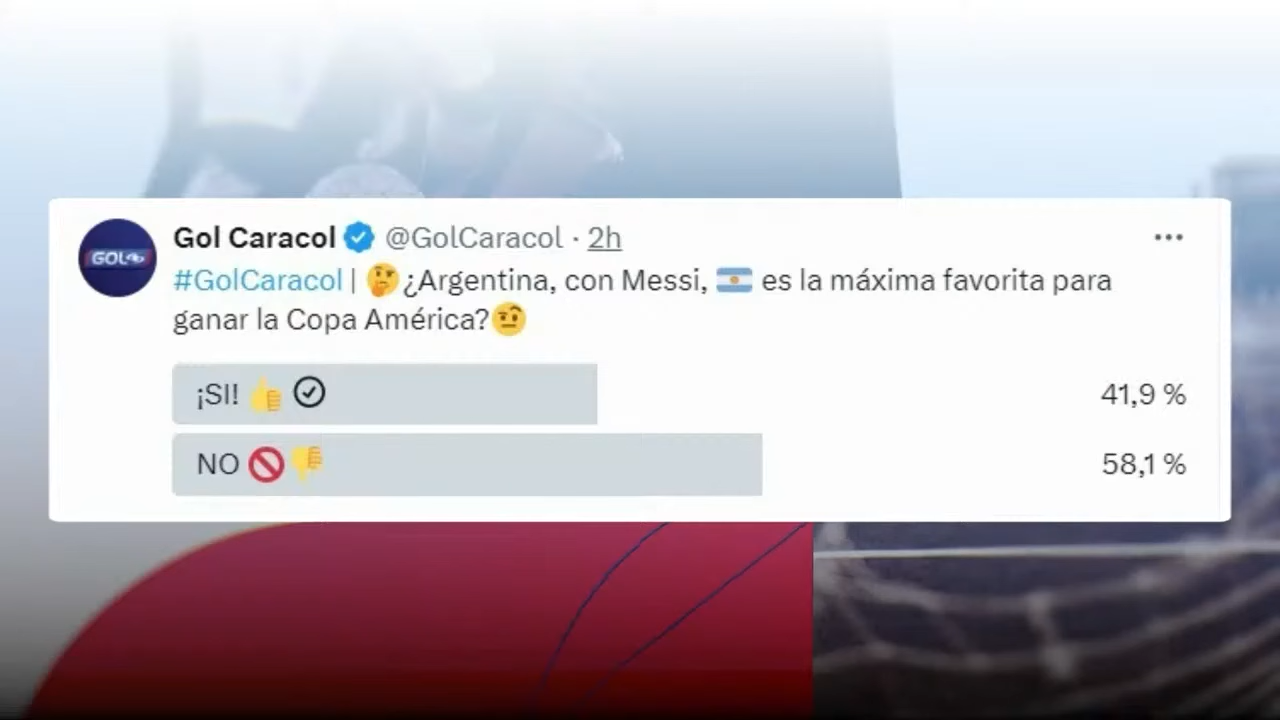 GOL
Gol Caracol @GolCaracol · 2h
#GolCaracol | 🤔¿Argentina, con Messi, 🇦🇷 es la máxima favorita para
ganar la Copa América?🤨
¡SI! 👍 41,9 %
NO 🚫👎 58,1 %